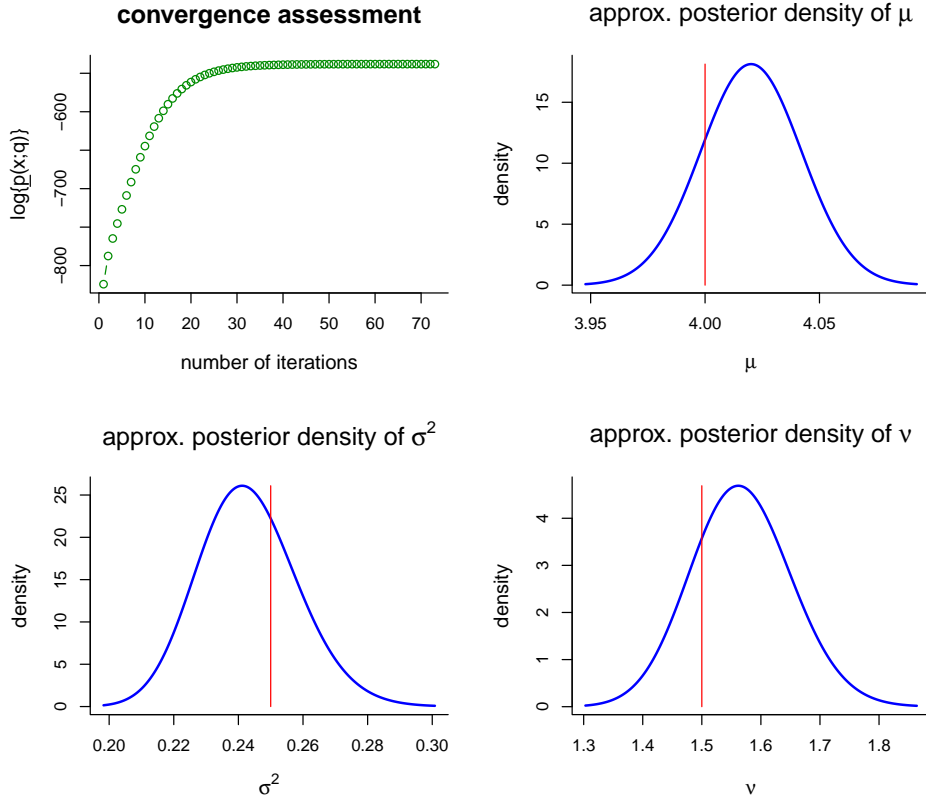 convergence assessment
log{p(x;q)}
−800
−700
−600
0 10 20 30 40 50 60 70
number of iterations
approx. posterior density of μ
density
0
5
10
15
3.95 4.00 4.05
μ
approx. posterior density of σ²
density
0
5
10
15
20
25
0.20 0.22 0.24 0.26 0.28 0.30
σ²
approx. posterior density of ν
density
0
1
2
3
4
1.3 1.4 1.5 1.6 1.7 1.8
ν